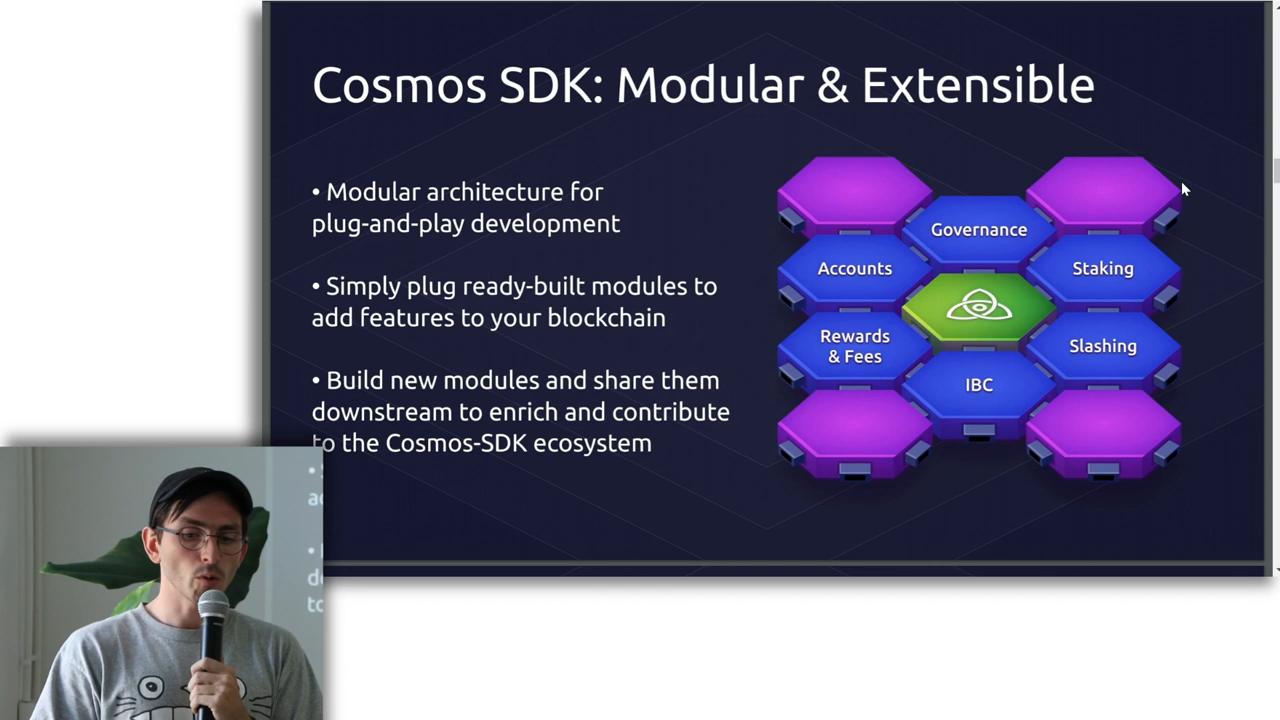 Cosmos SDK: Modular & Extensible
• Modular architecture for
plug-and-play development
• Simply plug ready-built modules to
add features to your blockchain
• Build new modules and share them
downstream to enrich and contribute
to the Cosmos-SDK ecosystem
Governance
Accounts
Staking
Rewards
& Fees
Slashing
IBC